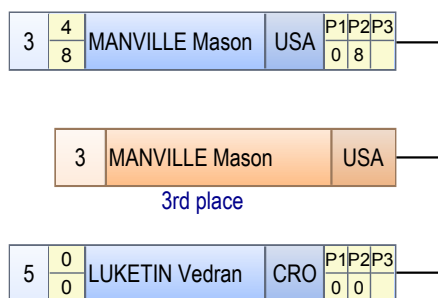 3 4 MANVILLE Mason USA P1 P2 P3
8 0 8
3 MANVILLE Mason USA
3rd place
5 0 LUKETIN Vedran CRO P1 P2 P3
0 0 0